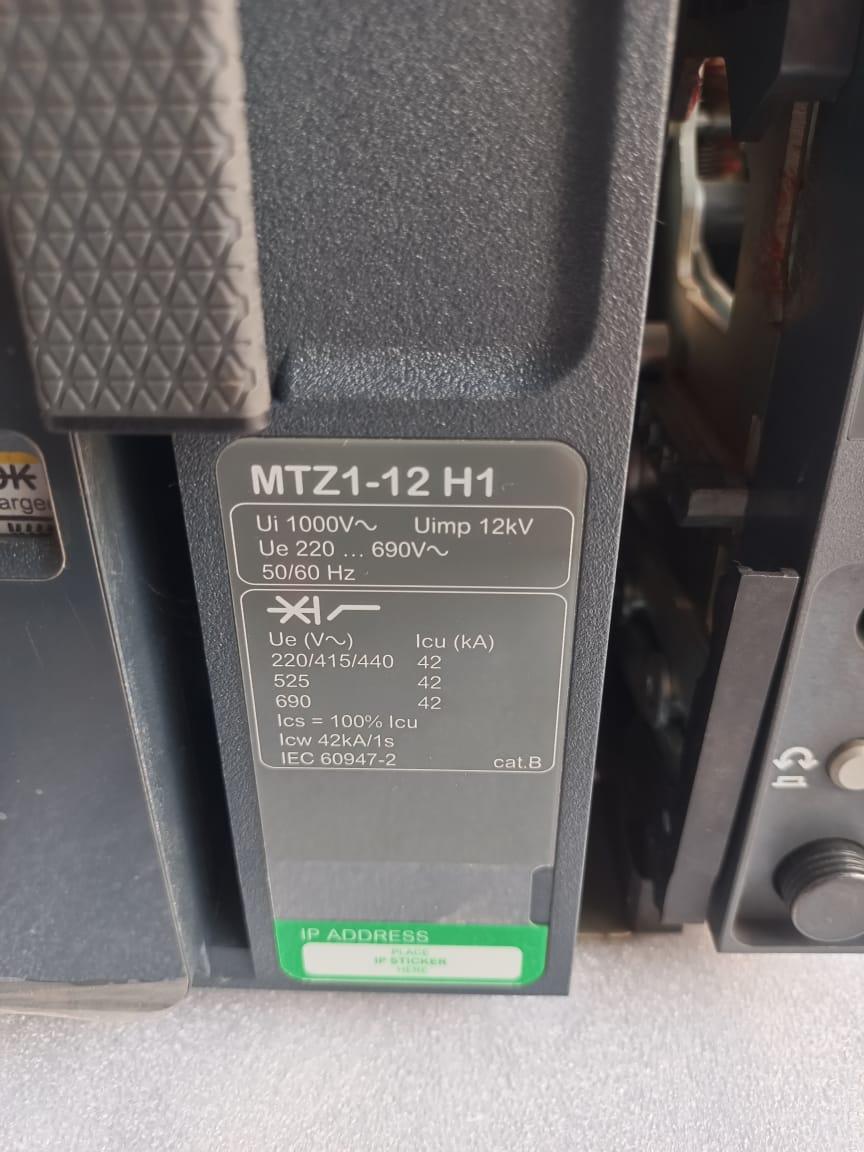 MTZ1-12 H1
Ui 1000V~ Uimp 12kV
Ue 220 ... 690V~
50/60 Hz
Ue (V~) Icu (kA)
220/415/440 42
525 42
690 42
Ics = 100% Icu
Icw 42kA/1s
IEC 60947-2 cat.B
IP ADDRESS
PLACE
IP STICKER
HERE
OK